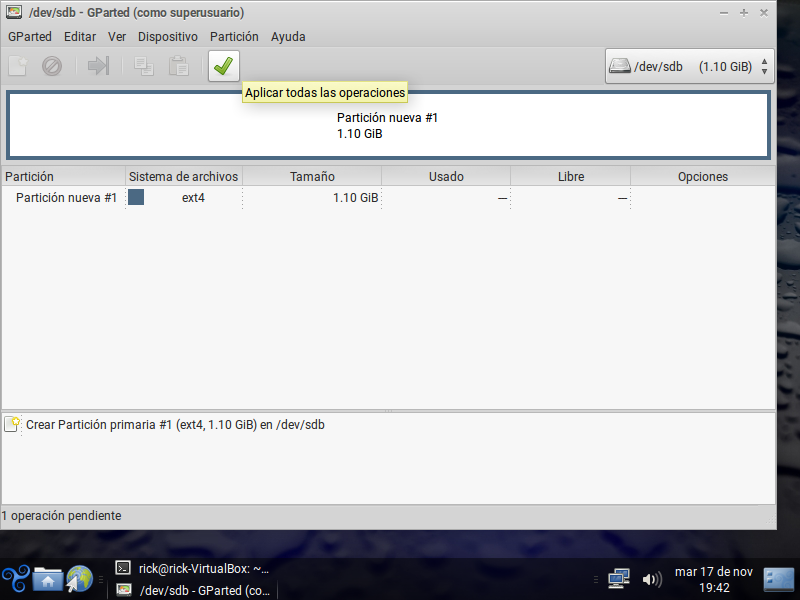 /dev/sdb - GParted (como superusuario)
GParted Editar Ver Dispositivo Partición Ayuda
/dev/sdb (1.10 GiB)
Aplicar todas las operaciones
Partición nueva #1
1.10 GiB
Partición Sistema de archivos Tamaño Usado Libre Opciones
Partición nueva #1 ext4 1.10 GiB --- ---
Crear Partición primaria #1 (ext4, 1.10 GiB) en /dev/sdb
1 operación pendiente
rick@rick-VirtualBox: ~...
/dev/sdb - GParted (co...
mar 17 de nov
19:42